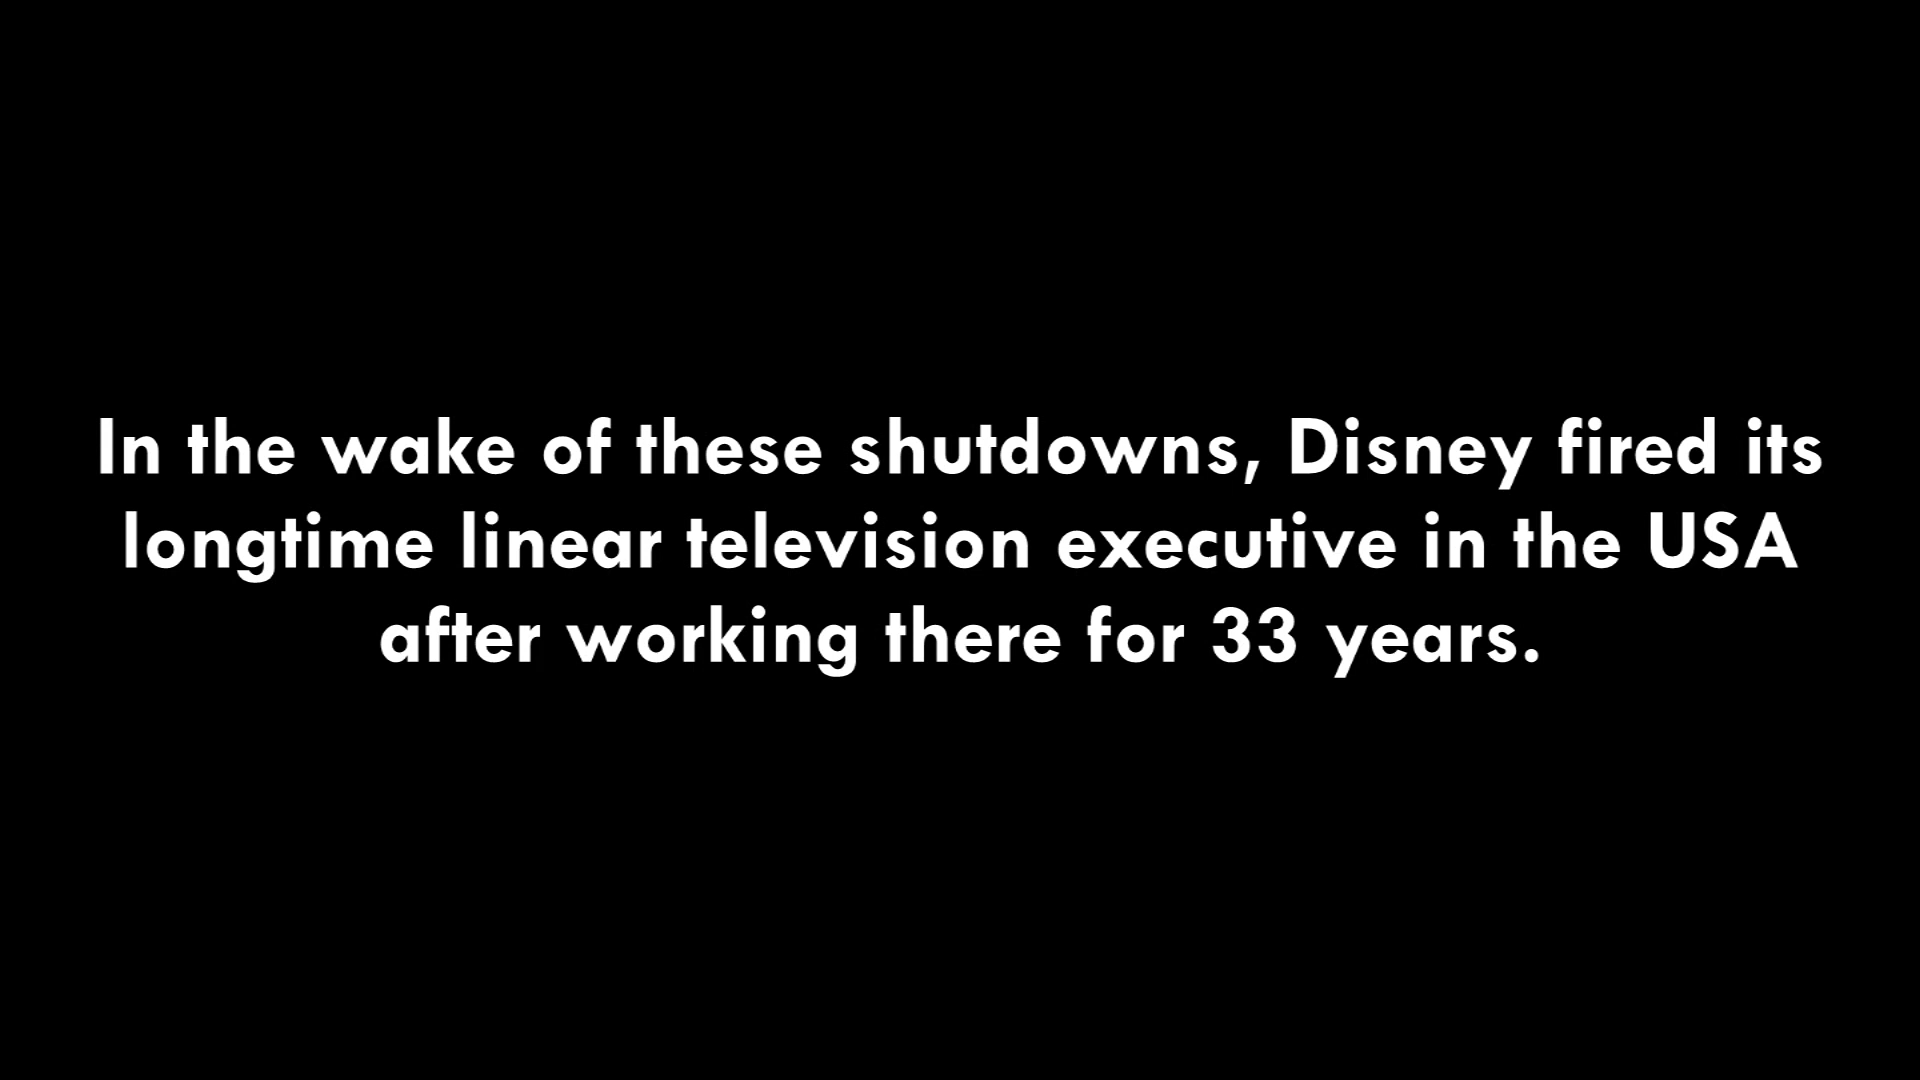 In the wake of these shutdowns, Disney fired its
longtime linear television executive in the USA
after working there for 33 years.